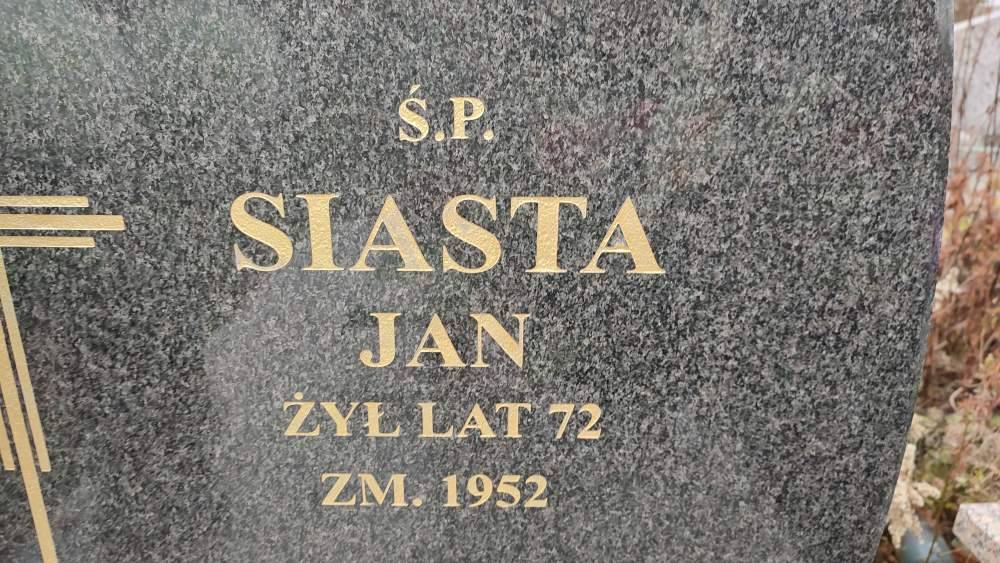 Ś.P.
SIASTA
JAN
ŻYŁ LAT 72
ZM. 1952